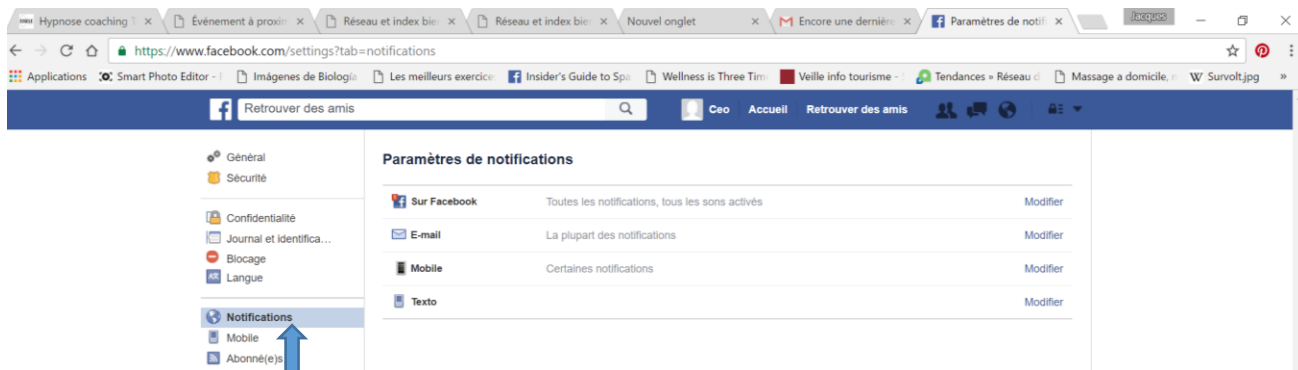 Hypnose coaching T
Événement à proxim
Réseau et index bier
Réseau et index bier
Nouvel onglet
Encore une dernière
Paramètres de notifi
Jacques
https://www.facebook.com/settings?tab=notifications
Applications
Smart Photo Editor -
Imágenes de Biología
Les meilleurs exercice
Insider's Guide to Spa
Wellness is Three Tim
Veille info tourisme -
Tendances » Réseau d
Massage a domicile,
W Survolt.jpg
»
Retrouver des amis
Ceo
Accueil
Retrouver des amis
Général
Sécurité
Confidentialité
Journal et identifica...
Blocage
Langue
Notifications
Mobile
Abonné(e)s
Paramètres de notifications
Sur Facebook Toutes les notifications, tous les sons activés Modifier
E-mail La plupart des notifications Modifier
Mobile Certaines notifications Modifier
Texto Modifier